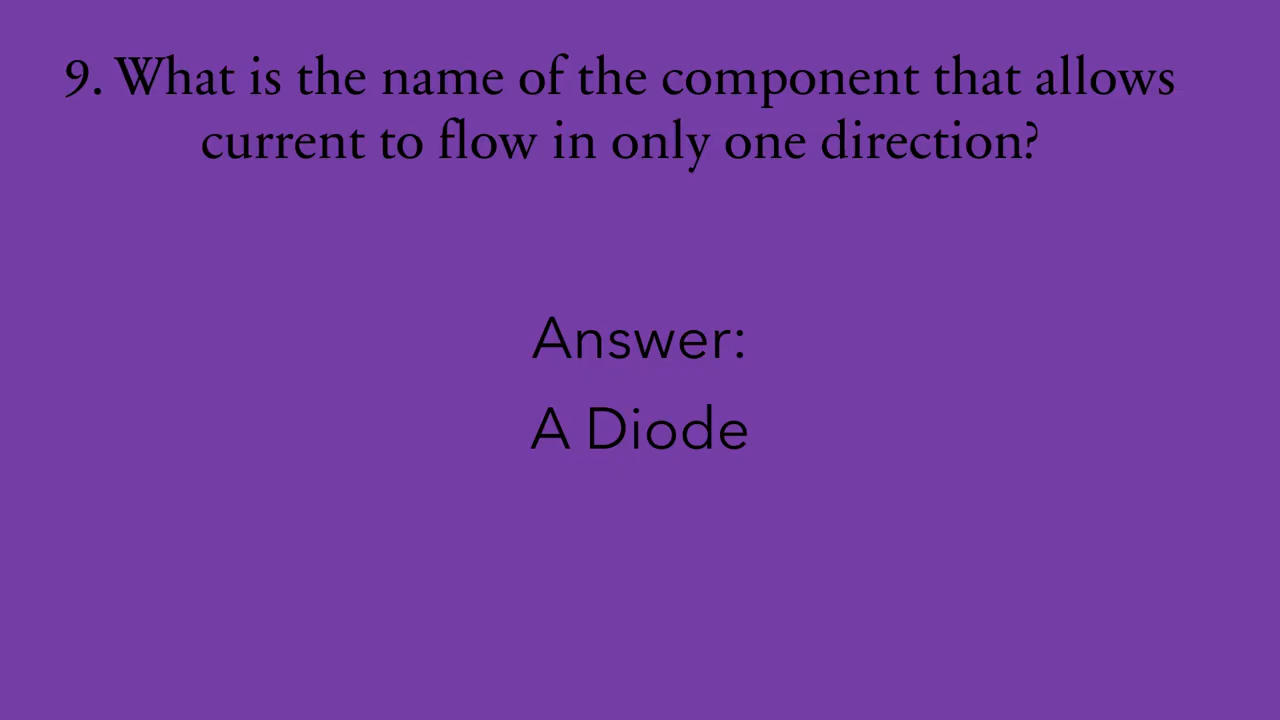 9. What is the name of the component that allows
current to flow in only one direction?
Answer:
A Diode